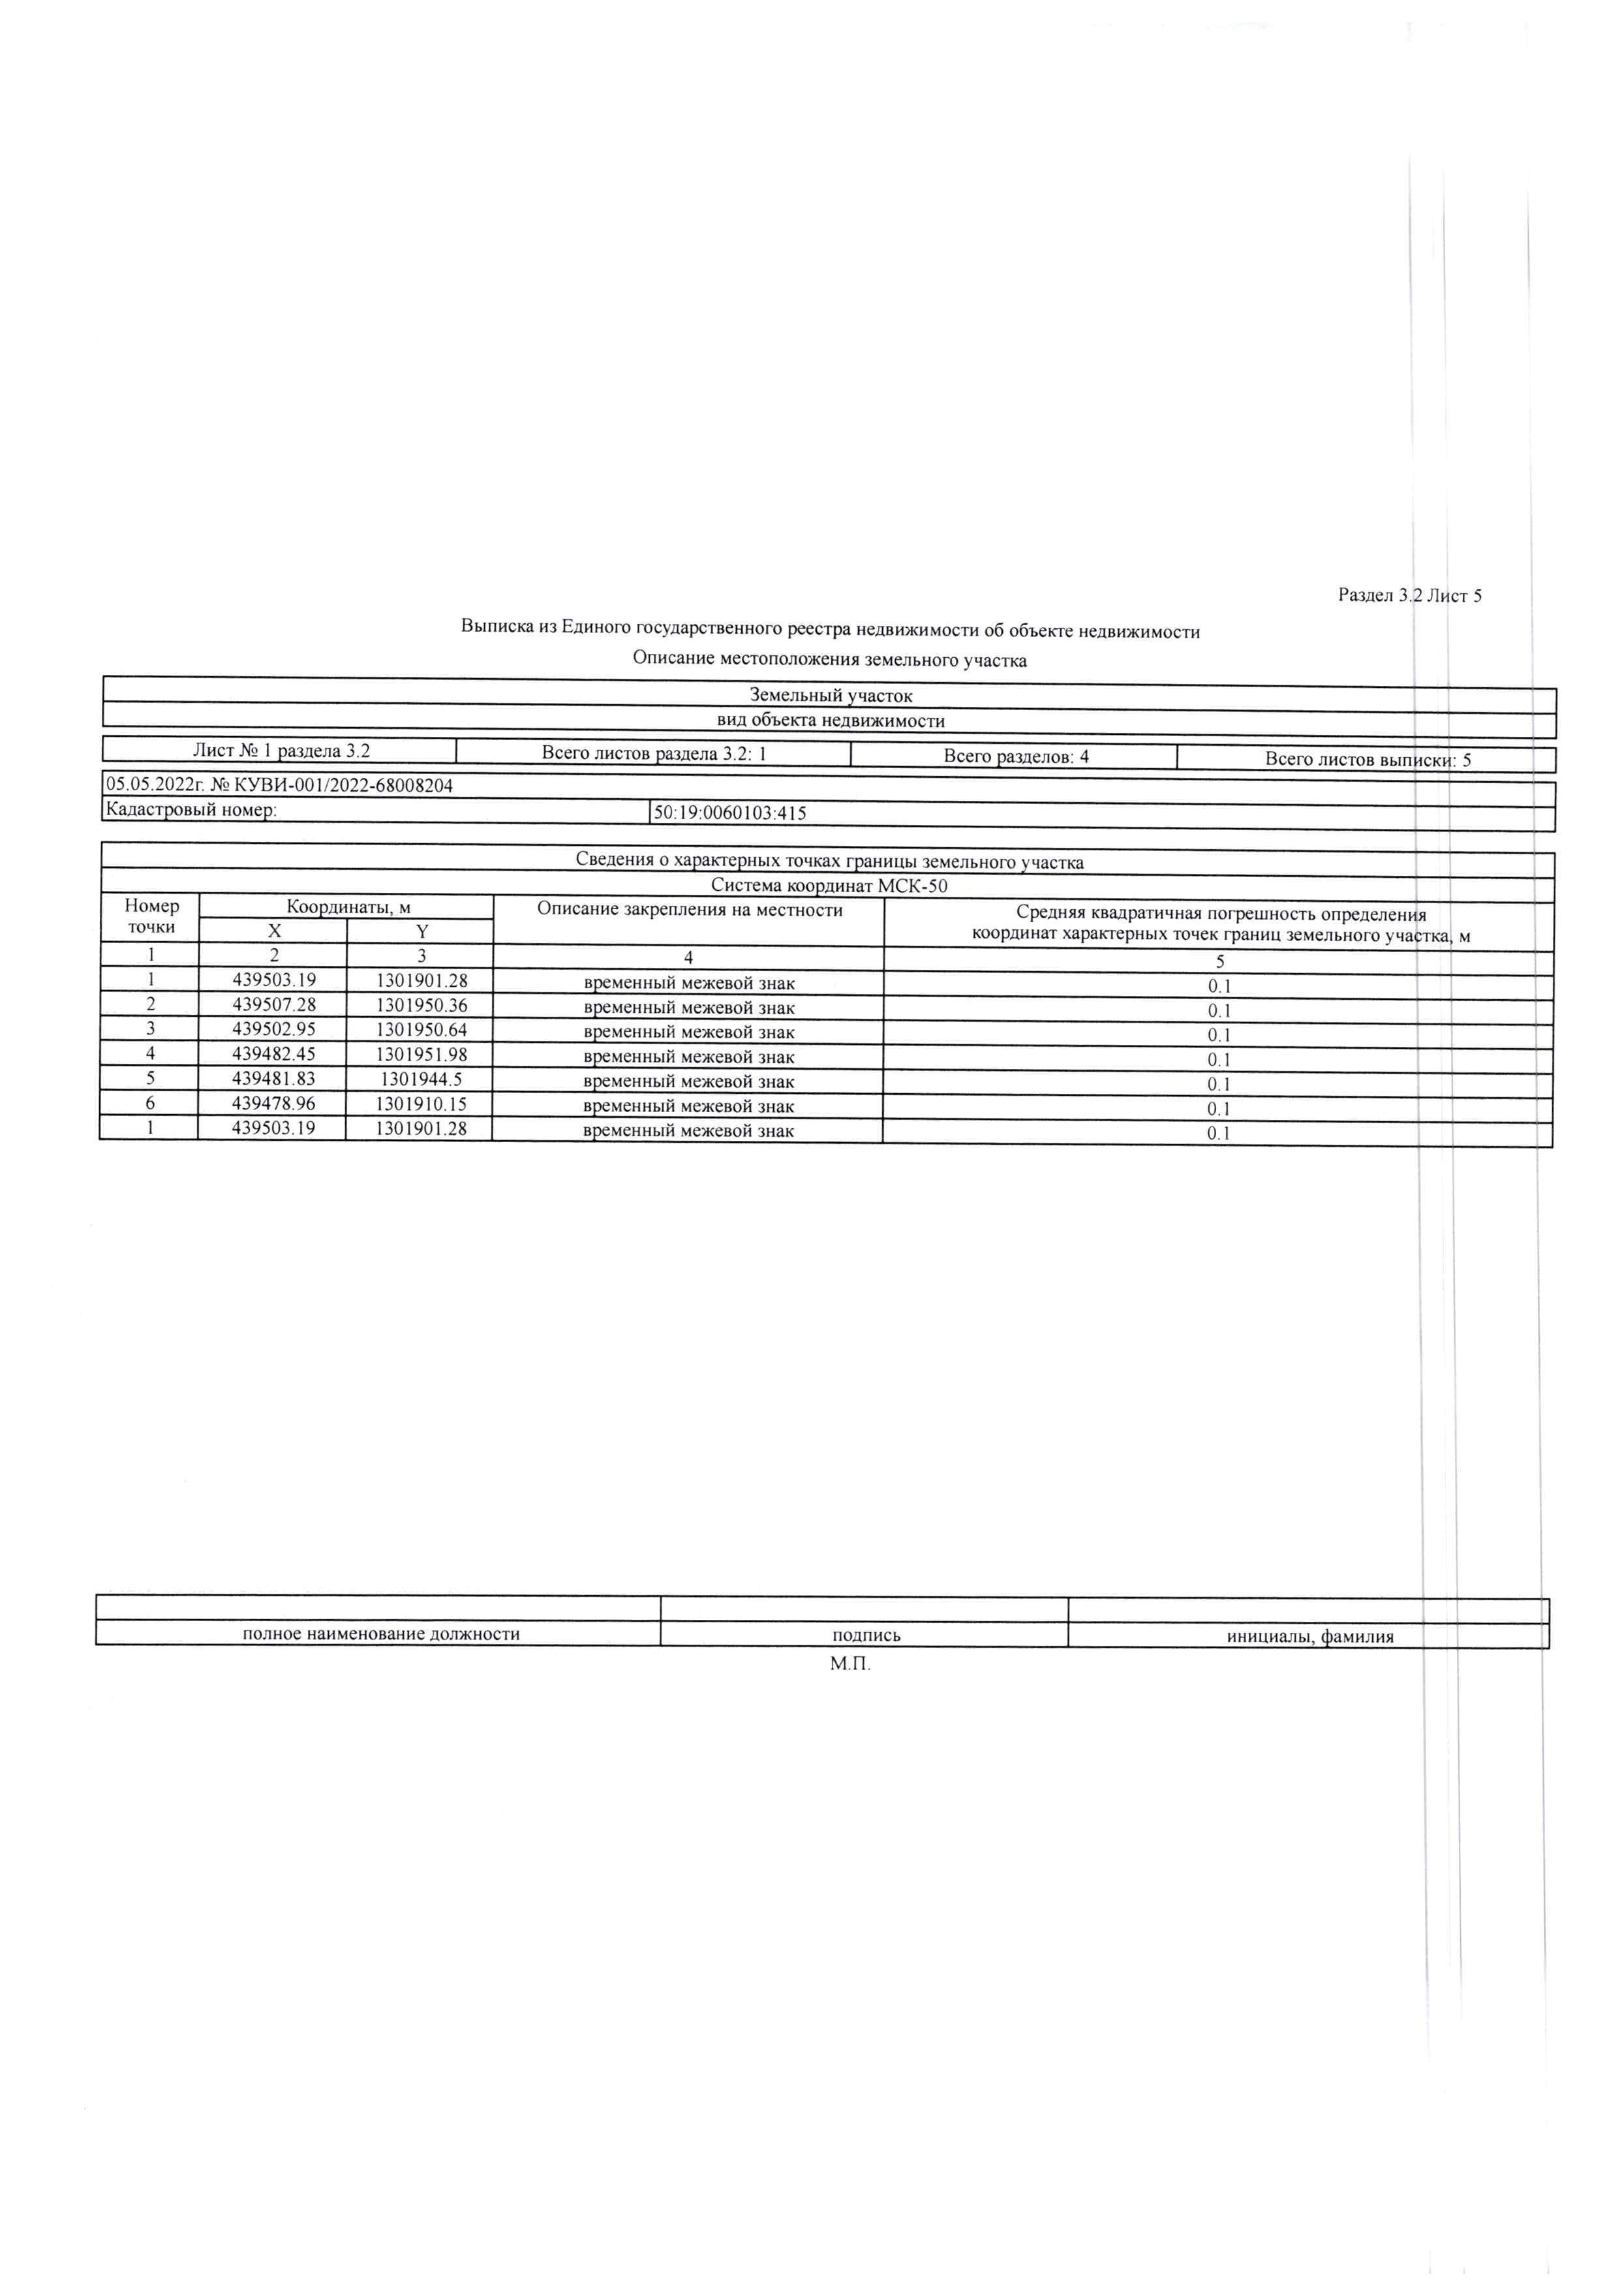 Раздел 3.2 Лист 5
Выписка из Единого государственного реестра недвижимости об объекте недвижимости
Описание местоположения земельного участка
Земельный участок
вид объекта недвижимости
Лист № 1 раздела 3.2 Всего листов раздела 3.2: 1 Всего разделов: 4 Всего листов выписки: 5
05.05.2022г. № КУВИ-001/2022-68008204
Кадастровый номер: 50:19:0060103:415
Сведения о характерных точках границы земельного участка
Система координат МСК-50
Номер точки Координаты, м Описание закрепления на местности Средняя квадратичная погрешность определения координат характерных точек границ земельного участка, м
X Y
1 2 3 4 5
1 439503.19 1301901.28 временный межевой знак 0.1
2 439507.28 1301950.36 временный межевой знак 0.1
3 439502.95 1301950.64 временный межевой знак 0.1
4 439482.45 1301951.98 временный межевой знак 0.1
5 439481.83 1301944.5 временный межевой знак 0.1
6 439478.96 1301910.15 временный межевой знак 0.1
1 439503.19 1301901.28 временный межевой знак 0.1
полное наименование должности подпись инициалы, фамилия
М.П.